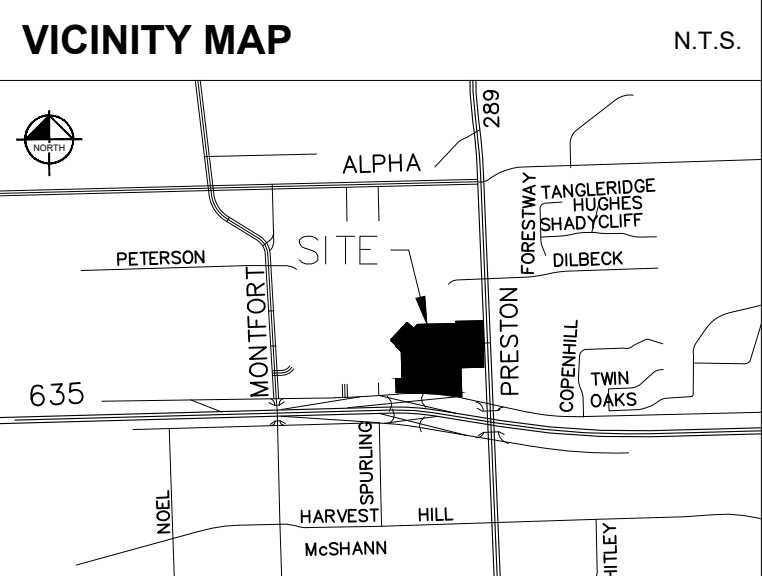 VICINITY MAP
N.T.S.
289
NORTH
ALPHA
TANGLERIDGE
HUGHES
SHADYCLIFF
FORESTWAY
PETERSON
SITE
DILBECK
MONTFORT
PRESTON
COPENHILL
TWIN
OAKS
635
SPURLING
NOEL
HARVEST HILL
McSHANN
HITLEY